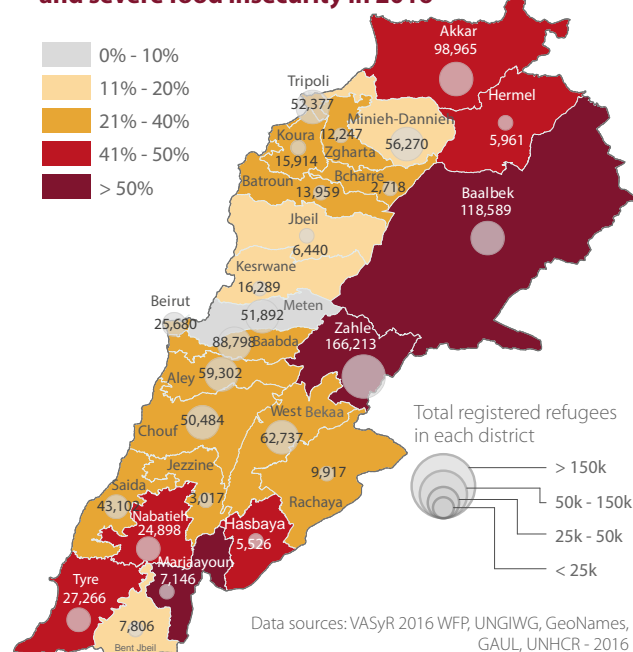 and severe food insecurity in 2016
0% - 10%
11% - 20%
21% - 40%
41% - 50%
> 50%
Akkar
98,965
Hermel
5,961
Tripoli
52,377
Minieh-Dannien
56,270
12,247
Zgharta
Koura
15,914
Bcharre
2,718
Batroun
13,959
Baalbek
118,589
Jbeil
6,440
Kesrwane
16,289
Meten
51,892
Beirut
25,680
Zahle
166,213
88,798
Baabda
Aley
59,302
Chouf
50,484
West Bekaa
62,737
Jezzine
3,017
9,917
Rachaya
Saida
43,102
Nabatieh
24,898
Hasbaya
5,526
Marjaayoun
7,146
Tyre
27,266
7,806
Bent Jbeil
Total registered refugees
in each district
> 150k
50k - 150k
25k - 50k
< 25k
Data sources: VASyR 2016 WFP, UNGIWG, GeoNames,
GAUL, UNHCR - 2016